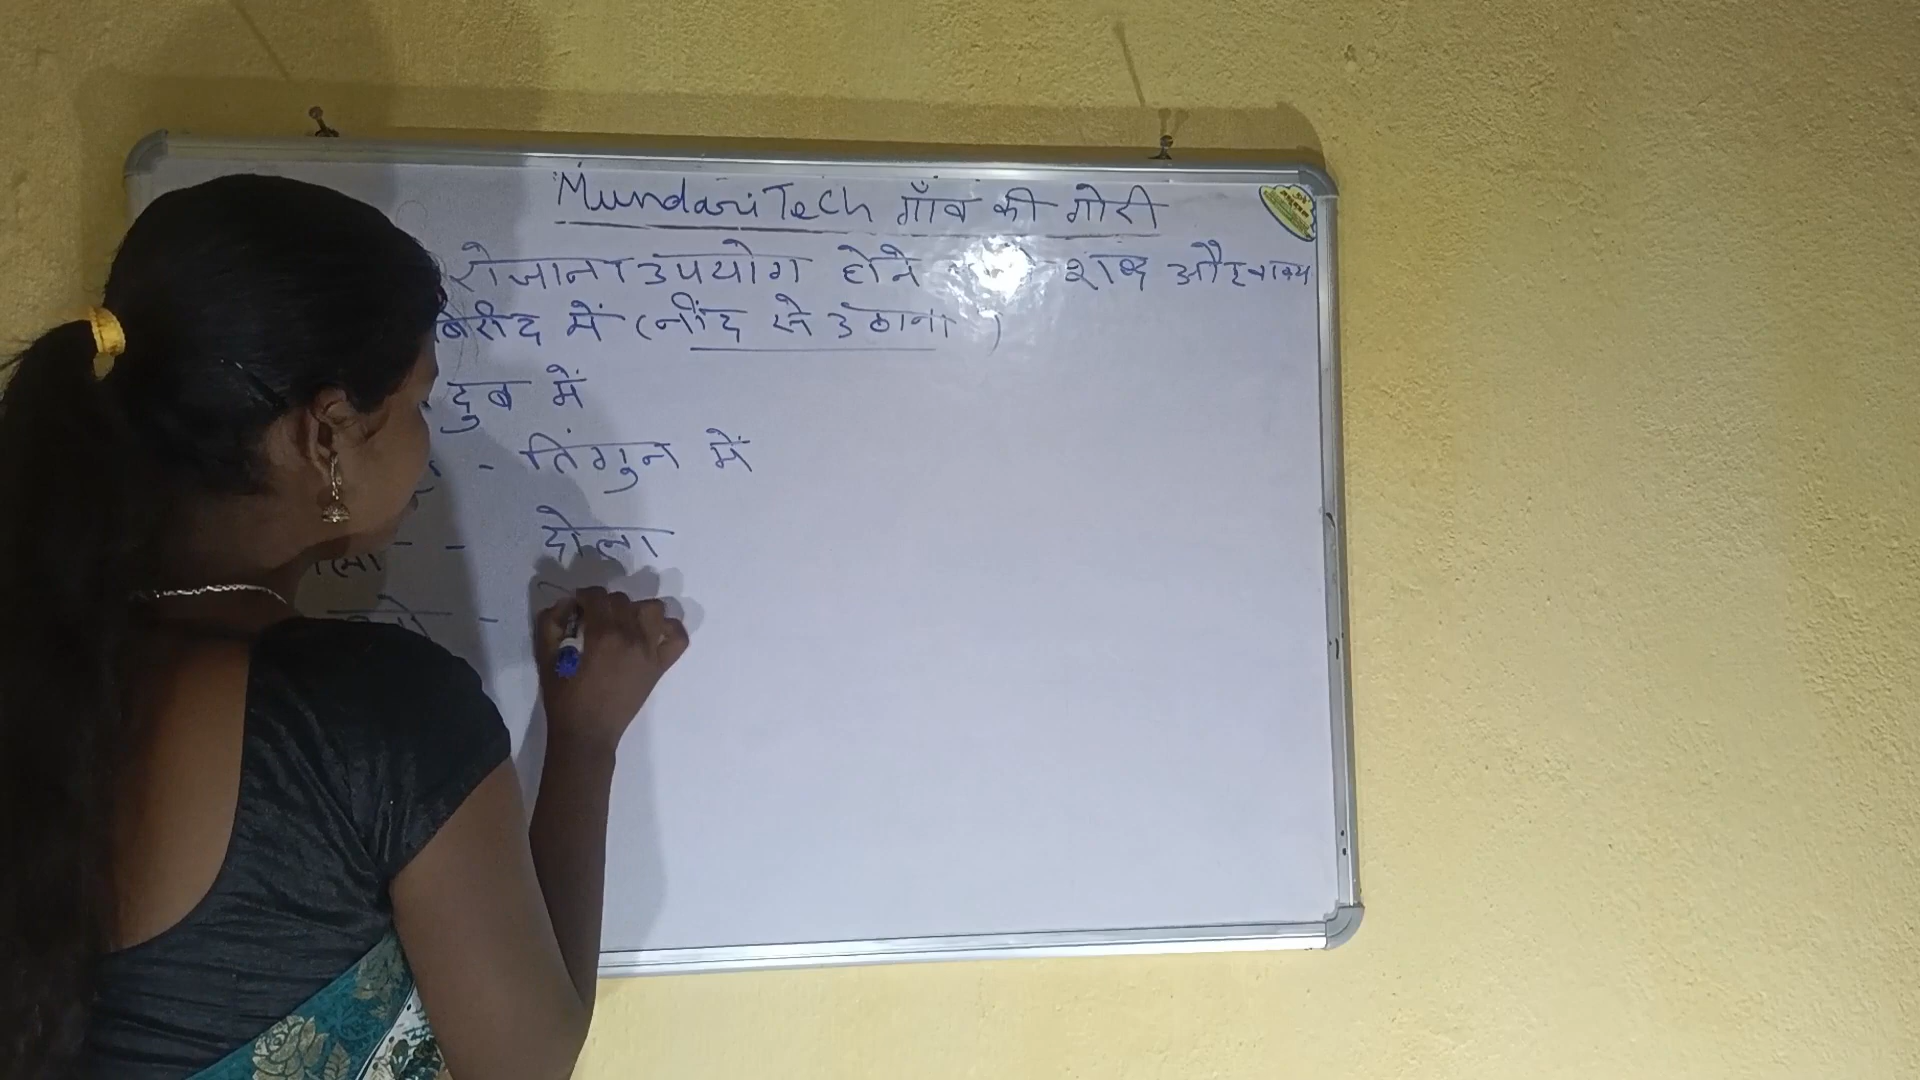 MundariTech गाँव की गोरी
रोजाना उपयोग होने शब्द और वाक्य
बिरीद में (नींद से उठाना)
दुब में
- तिंगुन में
- - दोला
-